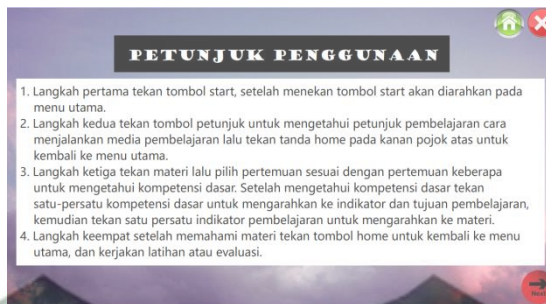 PETUNJUK PENGGUNAAN
1. Langkah pertama tekan tombol start, setelah menekan tombol start akan diarahkan pada
menu utama.
2. Langkah kedua tekan tombol petunjuk untuk mengetahui petunjuk pembelajaran cara
menjalankan media pembelajaran lalu tekan tanda home pada kanan pojok atas untuk
kembali ke menu utama.
3. Langkah ketiga tekan materi lalu pilih pertemuan sesuai dengan pertemuan keberapa
untuk mengetahui kompetensi dasar. Setelah mengetahui kompetensi dasar tekan
satu-persatu kompetensi dasar untuk mengarahkan ke indikator dan tujuan pembelajaran,
kemudian tekan satu persatu indikator pembelajaran untuk mengarahkan ke materi.
4. Langkah keempat setelah memahami materi tekan tombol home untuk kembali ke menu
utama, dan kerjakan latihan atau evaluasi.
Next